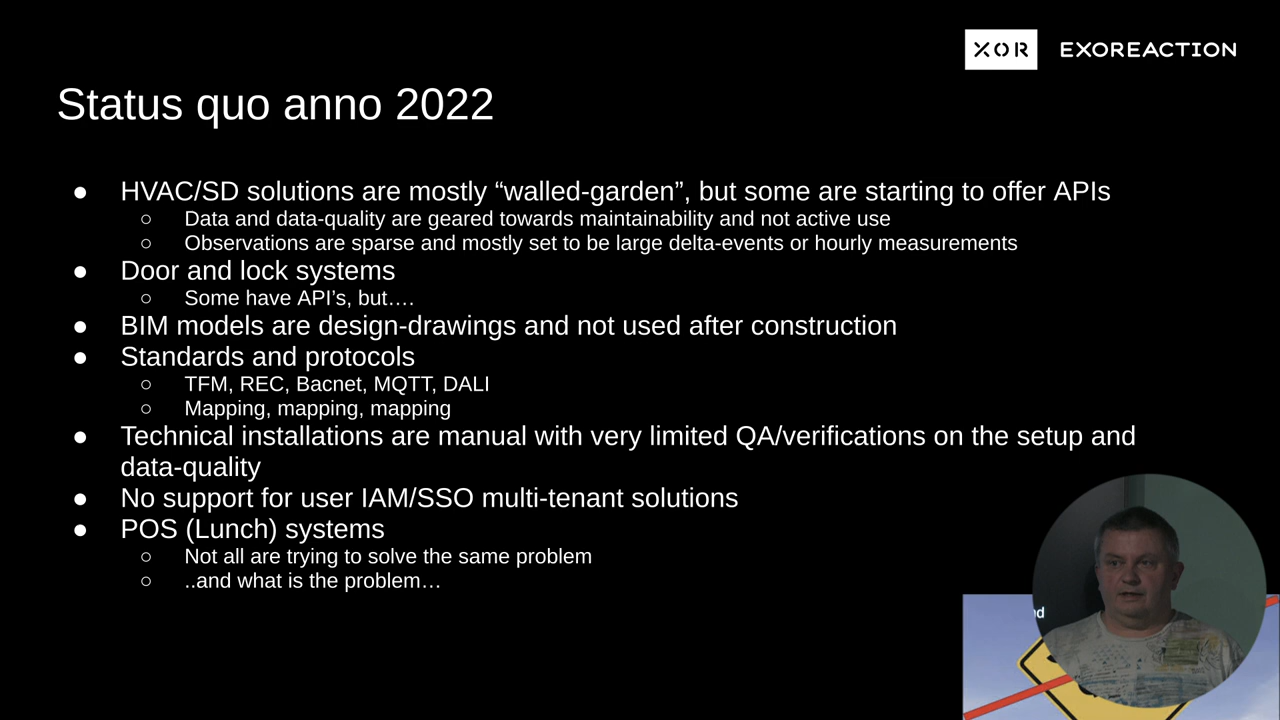 XOR EXOREACTION
Status quo anno 2022
● HVAC/SD solutions are mostly “walled-garden”, but some are starting to offer APIs
○ Data and data-quality are geared towards maintainability and not active use
○ Observations are sparse and mostly set to be large delta-events or hourly measurements
● Door and lock systems
○ Some have API’s, but….
● BIM models are design-drawings and not used after construction
● Standards and protocols
○ TFM, REC, Bacnet, MQTT, DALI
○ Mapping, mapping, mapping
● Technical installations are manual with very limited QA/verifications on the setup and
data-quality
● No support for user IAM/SSO multi-tenant solutions
● POS (Lunch) systems
○ Not all are trying to solve the same problem
○ ..and what is the problem…